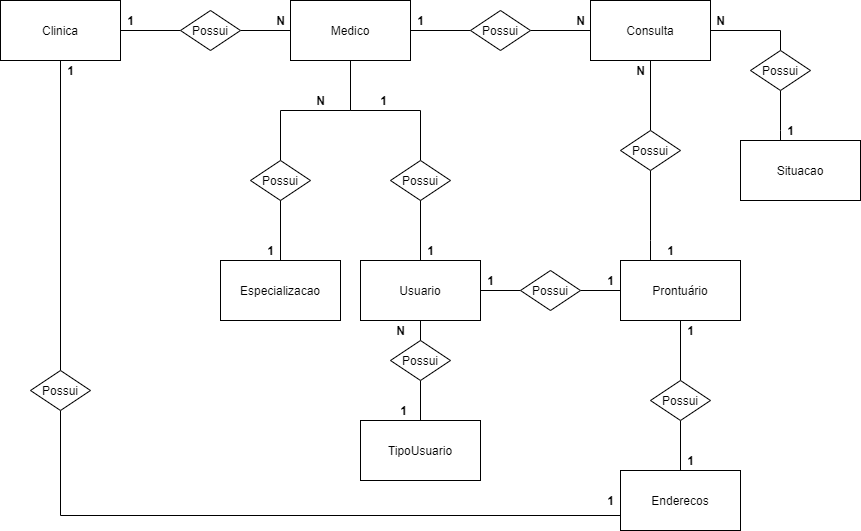 Clinica
1
Possui
N
Medico
1
Possui
N
Consulta
N
Possui
1
Situacao
1
N
1
N
Possui
Possui
Possui
1
1
1
Especializacao
Usuario
1
Possui
1
Prontuário
N
1
Possui
Possui
Possui
1
1
TipoUsuario
1
Enderecos